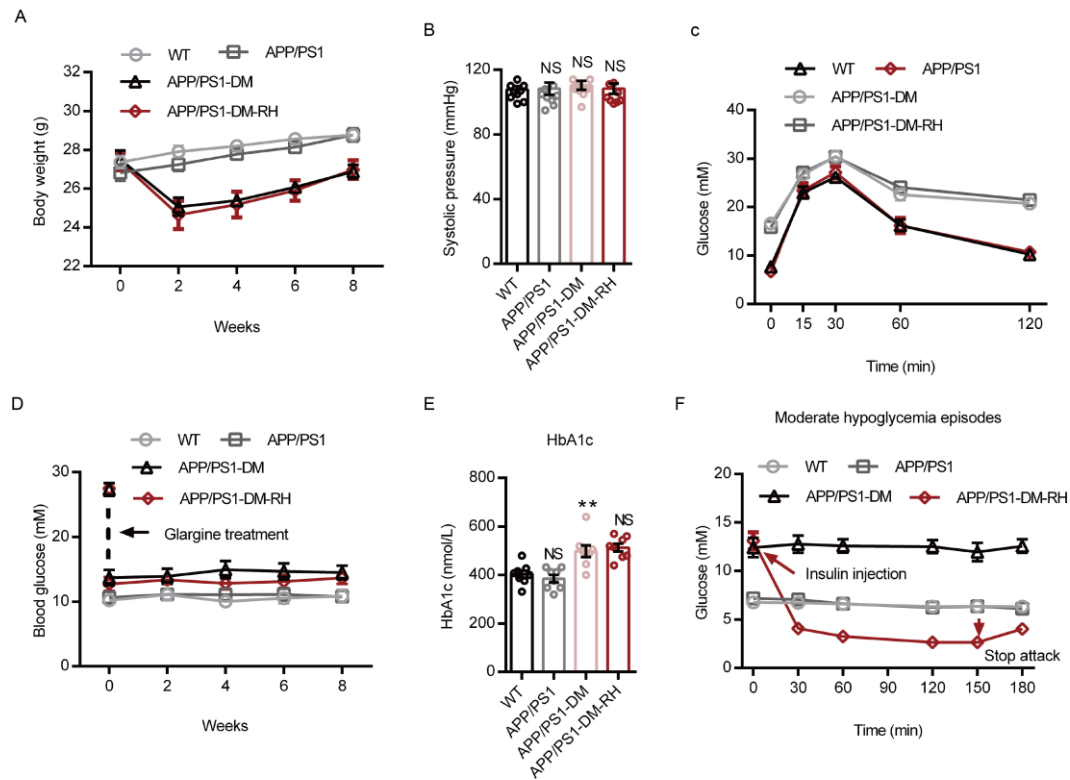 A
WT
APP/PS1
APP/PS1-DM
APP/PS1-DM-RH
Body weight (g)
32
30
28
26
24
22
0 2 4 6 8
Weeks
B
NS NS NS
Systolic pressure (mmHg)
180
120
60
0
WT
APP/PS1
APP/PS1-DM
APP/PS1-DM-RH
c
WT
APP/PS1
APP/PS1-DM
APP/PS1-DM-RH
Glucose (mM)
40
30
20
10
0
0 15 30 60 120
Time (min)
D
WT
APP/PS1
APP/PS1-DM
APP/PS1-DM-RH
Glargine treatment
Blood glucose (mM)
30
20
10
0
0 2 4 6 8
Weeks
E
HbA1c
NS ** NS
HbA1c (nmol/L)
800
600
400
200
0
WT
APP/PS1
APP/PS1-DM
APP/PS1-DM-RH
F
Moderate hypoglycemia episodes
WT
APP/PS1
APP/PS1-DM
APP/PS1-DM-RH
Insulin injection
Stop attack
Glucose (mM)
20
15
10
5
0
0 30 60 90 120 150 180
Time (min)